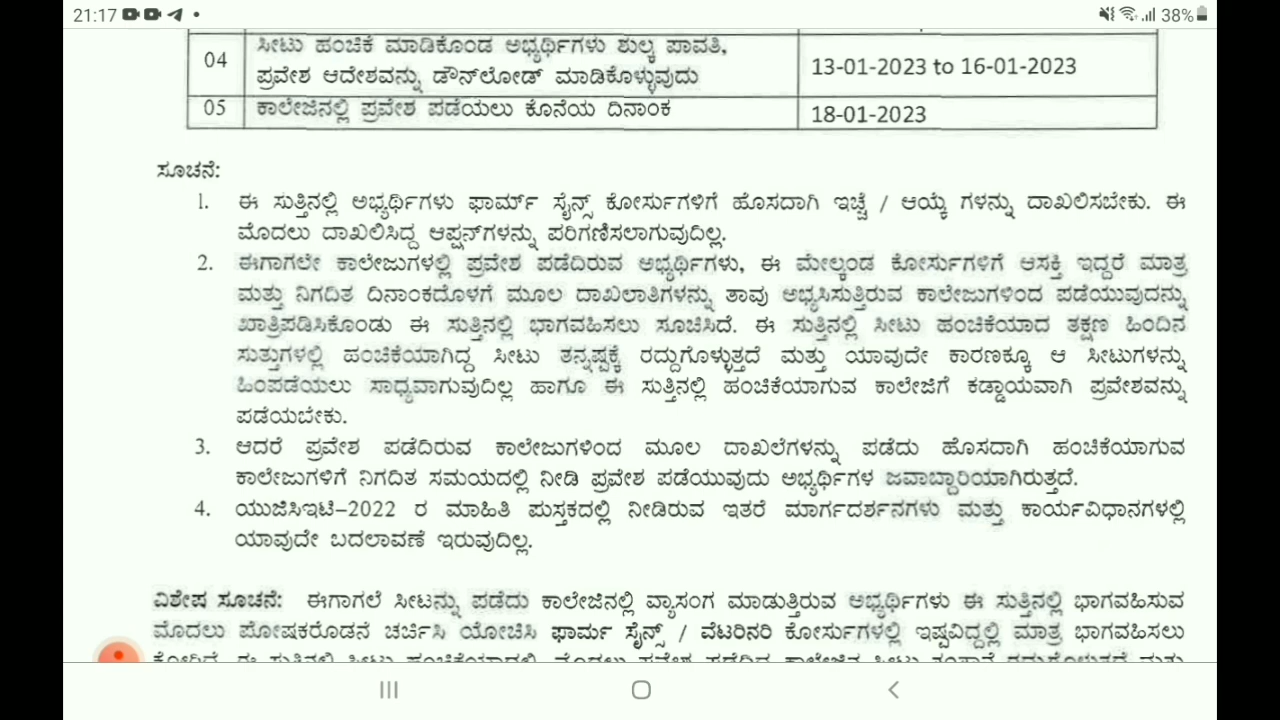 21:17 38%
04 ಸೀಟು ಹಂಚಿಕೆ ಮಾಡಿಕೊಂಡ ಅಭ್ಯರ್ಥಿಗಳು ಶುಲ್ಕ ಪಾವತಿ,
ಪ್ರವೇಶ ಆದೇಶವನ್ನು ಡೌನ್‌ಲೋಡ್ ಮಾಡಿಕೊಳ್ಳುವುದು 13-01-2023 to 16-01-2023
05 ಕಾಲೇಜಿನಲ್ಲಿ ಪ್ರವೇಶ ಪಡೆಯಲು ಕೊನೆಯ ದಿನಾಂಕ 18-01-2023
ಸೂಚನೆ:
1. ಈ ಸುತ್ತಿನಲ್ಲಿ ಅಭ್ಯರ್ಥಿಗಳು ಫಾರ್ಮ್ ಸೈನ್ಸ್ ಕೋರ್ಸುಗಳಿಗೆ ಹೊಸದಾಗಿ ಇಚ್ಛೆ / ಆಯ್ಕೆ ಗಳನ್ನು ದಾಖಲಿಸಬೇಕು. ಈ
ಮೊದಲು ದಾಖಲಿಸಿದ್ದ ಆಪ್ಷನ್‌ಗಳನ್ನು ಪರಿಗಣಿಸಲಾಗುವುದಿಲ್ಲ.
2. ಈಗಾಗಲೇ ಕಾಲೇಜುಗಳಲ್ಲಿ ಪ್ರವೇಶ ಪಡೆದಿರುವ ಅಭ್ಯರ್ಥಿಗಳು, ಈ ಮೇಲ್ಕಂಡ ಕೋರ್ಸುಗಳಿಗೆ ಆಸಕ್ತಿ ಇದ್ದರೆ ಮಾತ್ರ
ಮತ್ತು ನಿಗದಿತ ದಿನಾಂಕದೊಳಗೆ ಮೂಲ ದಾಖಲಾತಿಗಳನ್ನು ತಾವು ಅಭ್ಯಸಿಸುತ್ತಿರುವ ಕಾಲೇಜುಗಳಿಂದ ಪಡೆಯುವುದನ್ನು
ಖಾತ್ರಿಪಡಿಸಿಕೊಂಡು ಈ ಸುತ್ತಿನಲ್ಲಿ ಭಾಗವಹಿಸಲು ಸೂಚಿಸಿದೆ. ಈ ಸುತ್ತಿನಲ್ಲಿ ಸೀಟು ಹಂಚಿಕೆಯಾದ ತಕ್ಷಣ ಹಿಂದಿನ
ಸುತ್ತುಗಳಲ್ಲಿ ಹಂಚಿಕೆಯಾಗಿದ್ದ ಸೀಟು ತನ್ನಷ್ಟಕ್ಕೆ ರದ್ದುಗೊಳ್ಳುತ್ತದೆ ಮತ್ತು ಯಾವುದೇ ಕಾರಣಕ್ಕೂ ಆ ಸೀಟುಗಳನ್ನು
ಹಿಂಪಡೆಯಲು ಸಾಧ್ಯವಾಗುವುದಿಲ್ಲ ಹಾಗೂ ಈ ಸುತ್ತಿನಲ್ಲಿ ಹಂಚಿಕೆಯಾಗುವ ಕಾಲೇಜಿಗೆ ಕಡ್ಡಾಯವಾಗಿ ಪ್ರವೇಶವನ್ನು
ಪಡೆಯಬೇಕು.
3. ಆದರೆ ಪ್ರವೇಶ ಪಡೆದಿರುವ ಕಾಲೇಜುಗಳಿಂದ ಮೂಲ ದಾಖಲೆಗಳನ್ನು ಪಡೆದು ಹೊಸದಾಗಿ ಹಂಚಿಕೆಯಾಗುವ
ಕಾಲೇಜುಗಳಿಗೆ ನಿಗದಿತ ಸಮಯದಲ್ಲಿ ನೀಡಿ ಪ್ರವೇಶ ಪಡೆಯುವುದು ಅಭ್ಯರ್ಥಿಗಳ ಜವಾಬ್ದಾರಿಯಾಗಿರುತ್ತದೆ.
4. ಯುಜಿಸಿಇಟಿ–2022 ರ ಮಾಹಿತಿ ಪುಸ್ತಕದಲ್ಲಿ ನೀಡಿರುವ ಇತರೆ ಮಾರ್ಗದರ್ಶನಗಳು ಮತ್ತು ಕಾರ್ಯವಿಧಾನಗಳಲ್ಲಿ
ಯಾವುದೇ ಬದಲಾವಣೆ ಇರುವುದಿಲ್ಲ.
ವಿಶೇಷ ಸೂಚನೆ: ಈಗಾಗಲೆ ಸೀಟನ್ನು ಪಡೆದು ಕಾಲೇಜಿನಲ್ಲಿ ವ್ಯಾಸಂಗ ಮಾಡುತ್ತಿರುವ ಅಭ್ಯರ್ಥಿಗಳು ಈ ಸುತ್ತಿನಲ್ಲಿ ಭಾಗವಹಿಸುವ
ಮೊದಲು ಪೋಷಕರೊಡನೆ ಚರ್ಚಿಸಿ ಯೋಚಿಸಿ ಫಾರ್ಮ ಸೈನ್ಸ್ / ವೆಟರಿನರಿ ಕೋರ್ಸುಗಳಲ್ಲಿ ಇಷ್ಟವಿದ್ದಲ್ಲಿ ಮಾತ್ರ ಭಾಗವಹಿಸಲು